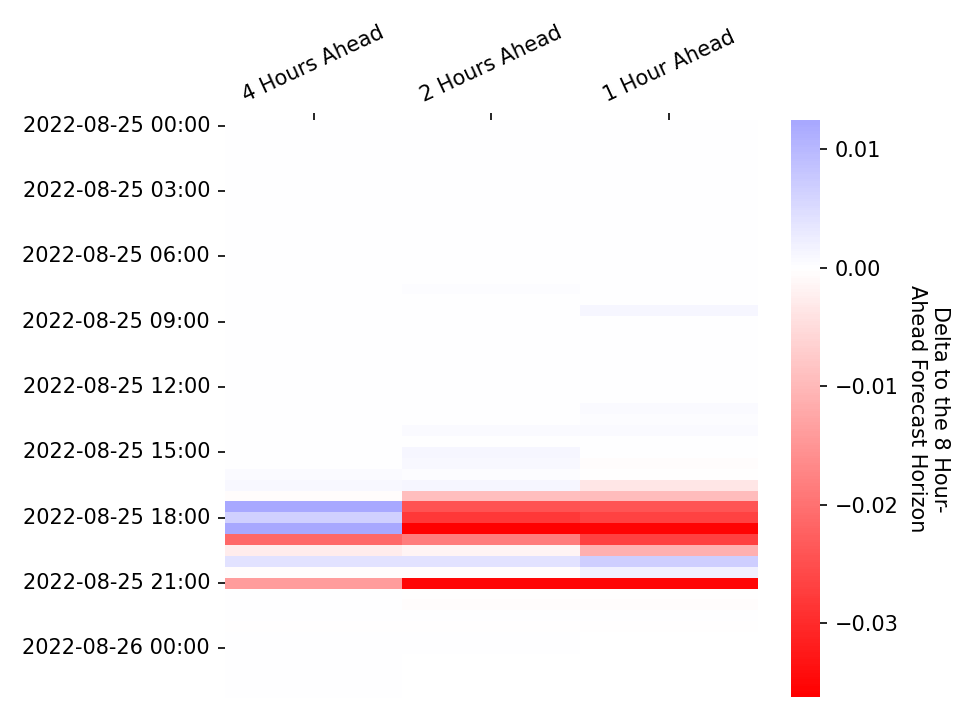 4 Hours Ahead
2 Hours Ahead
1 Hour Ahead
2022-08-25 00:00
2022-08-25 03:00
2022-08-25 06:00
2022-08-25 09:00
2022-08-25 12:00
2022-08-25 15:00
2022-08-25 18:00
2022-08-25 21:00
2022-08-26 00:00
0.01
0.00
−0.01
−0.02
−0.03
Delta to the 8 Hour-
Ahead Forecast Horizon